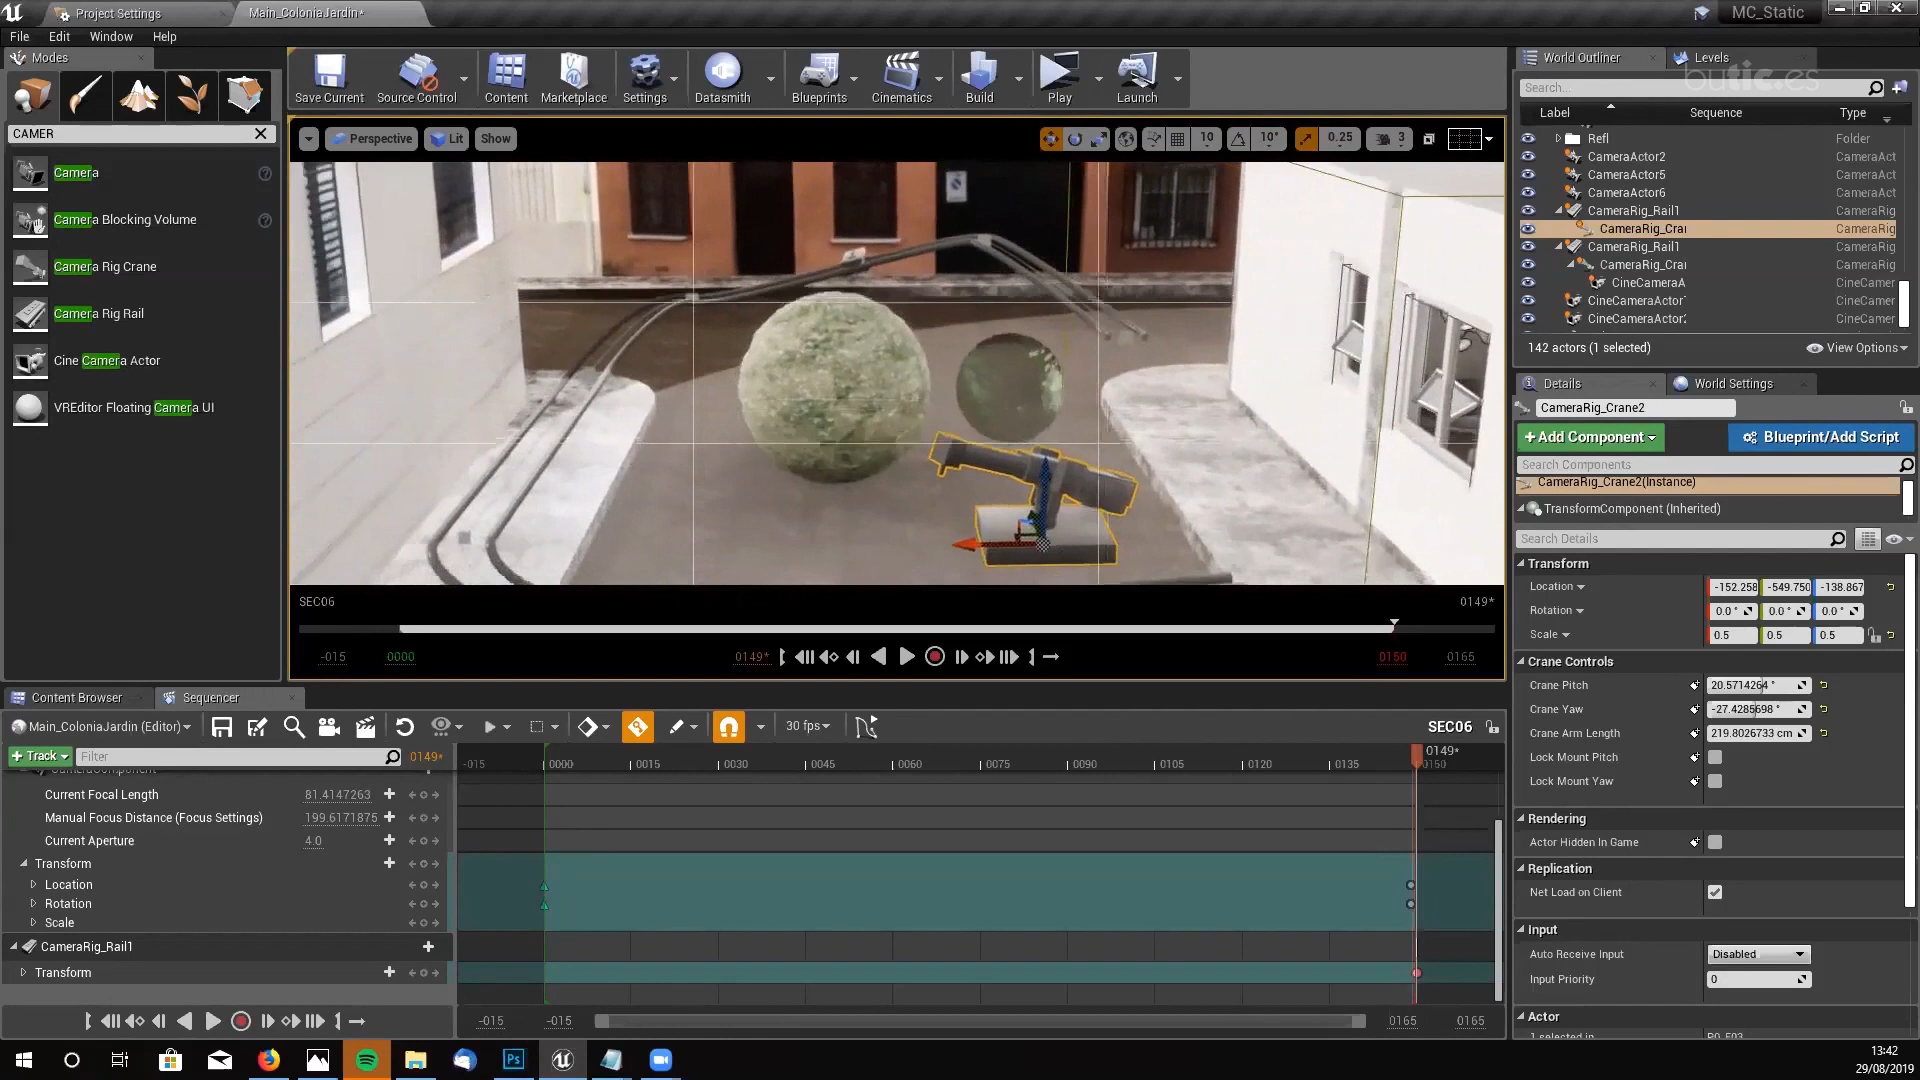 Project Settings
Main_ColoniaJardin*
MC_Static
File Edit Window Help
Modes
CAMER
Camera
Camera Blocking Volume
Camera Rig Crane
Camera Rig Rail
Cine Camera Actor
VREditor Floating Camera UI
Save Current
Source Control
Content
Marketplace
Settings
Datasmith
Blueprints
Cinematics
Build
Play
Launch
Perspective
Lit
Show
10
10°
0.25
3
SEC06
0149*
-015
0000
0149*
0150
0165
World Outliner
Levels
butic.es
Search...
Label Sequence Type
Refl Folder
CameraActor2 CameraAct
CameraActor5 CameraAct
CameraActor6 CameraAct
CameraRig_Rail1 CameraRig
CameraRig_Crai CameraRig
CameraRig_Rail1 CameraRig
CameraRig_Crai CameraRig
CineCameraA CineCamer
CineCameraActor CineCamer
CineCameraActor2 CineCamer
142 actors (1 selected)
View Options
Details
World Settings
CameraRig_Crane2
+Add Component
Blueprint/Add Script
Search Components
CameraRig_Crane2(Instance)
TransformComponent (Inherited)
Search Details
Transform
Location -152.258 -549.750 -138.867
Rotation 0.0 ° 0.0 ° 0.0 °
Scale 0.5 0.5 0.5
Crane Controls
Crane Pitch 20.5714264 °
Crane Yaw -27.4285698 °
Crane Arm Length 219.8026733 cm
Lock Mount Pitch
Lock Mount Yaw
Rendering
Actor Hidden In Game
Replication
Net Load on Client
Input
Auto Receive Input Disabled
Input Priority 0
Actor
1 selected in
Content Browser
Sequencer
Main_ColoniaJardin (Editor)
30 fps
SEC06
+ Track
Filter
0149*
-015 0000 0015 0030 0045 0060 0075 0090 0105 0120 0135 0150
0149*
CameraComponent
Current Focal Length 81.4147263
Manual Focus Distance (Focus Settings) 199.6171875
Current Aperture 4.0
Transform
Location
Rotation
Scale
CameraRig_Rail1
Transform
-015 -015 0165 0165
Ps
13:42
29/08/2019